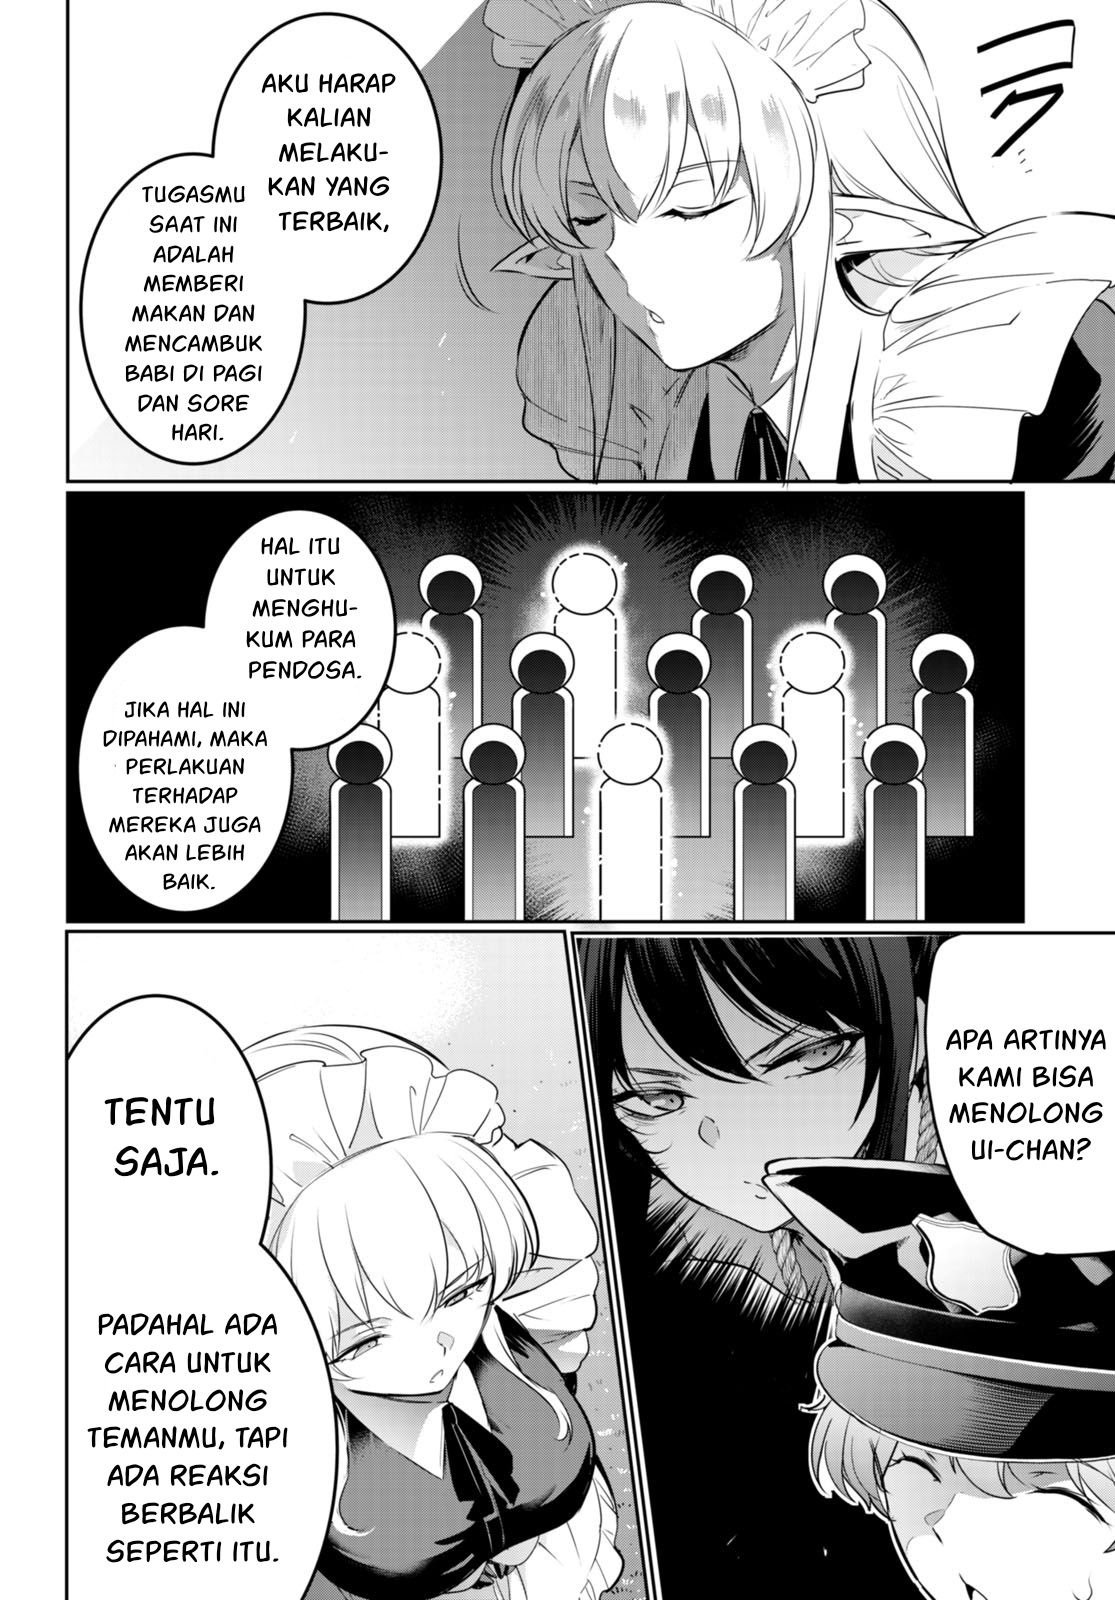 AKU HARAP
KALIAN
MELAKU-
KAN YANG
TERBAIK,
TUGASMU
SAAT INI
ADALAH
MEMBERI
MAKAN DAN
MENCAMBUK
BABI DI PAGI
DAN SORE
HARI.
HAL ITU
UNTUK
MENGHU-
KUM PARA
PENDOSA.
JIKA HAL INI
DIPAHAMI, MAKA
PERLAKUAN
TERHADAP
MEREKA JUGA
AKAN LEBIH
BAIK.
APA ARTINYA
KAMI BISA
MENOLONG
UI-CHAN?
TENTU
SAJA.
PADAHAL ADA
CARA UNTUK
MENOLONG
TEMANMU, TAPI
ADA REAKSI
BERBALIK
SEPERTI ITU.